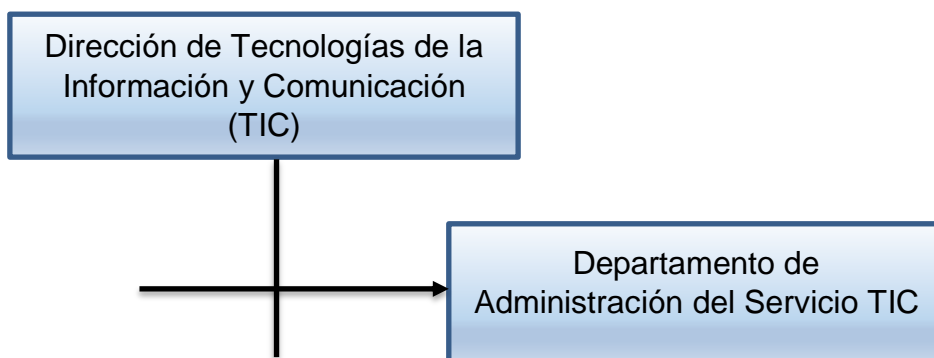 Dirección de Tecnologías de la
Información y Comunicación
(TIC)
Departamento de
Administración del Servicio TIC